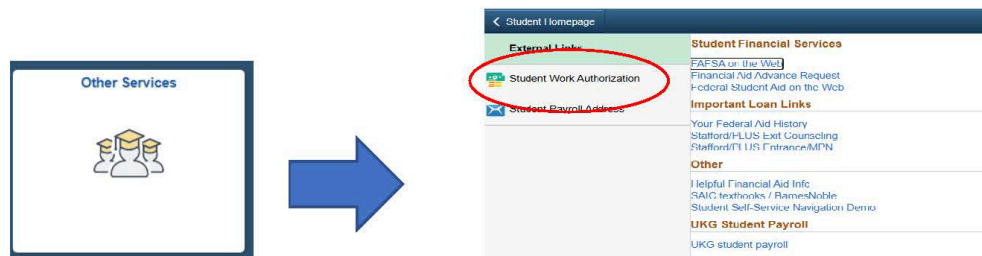 Other Services
Student Homepage
External Links
Student Work Authorization
Student Payroll Address
Student Financial Services
FAFSA on the Web
Financial Aid Advance Request
Federal Student Aid on the Web
Important Loan Links
Your Federal Aid History
Stafford/PLUS Exit Counseling
Stafford/PLUS Entrance/MPN
Other
Helpful Financial Aid Info
SAIC textbooks / BarnesNoble
Student Self-Service Navigation Demo
UKG Student Payroll
UKG student payroll